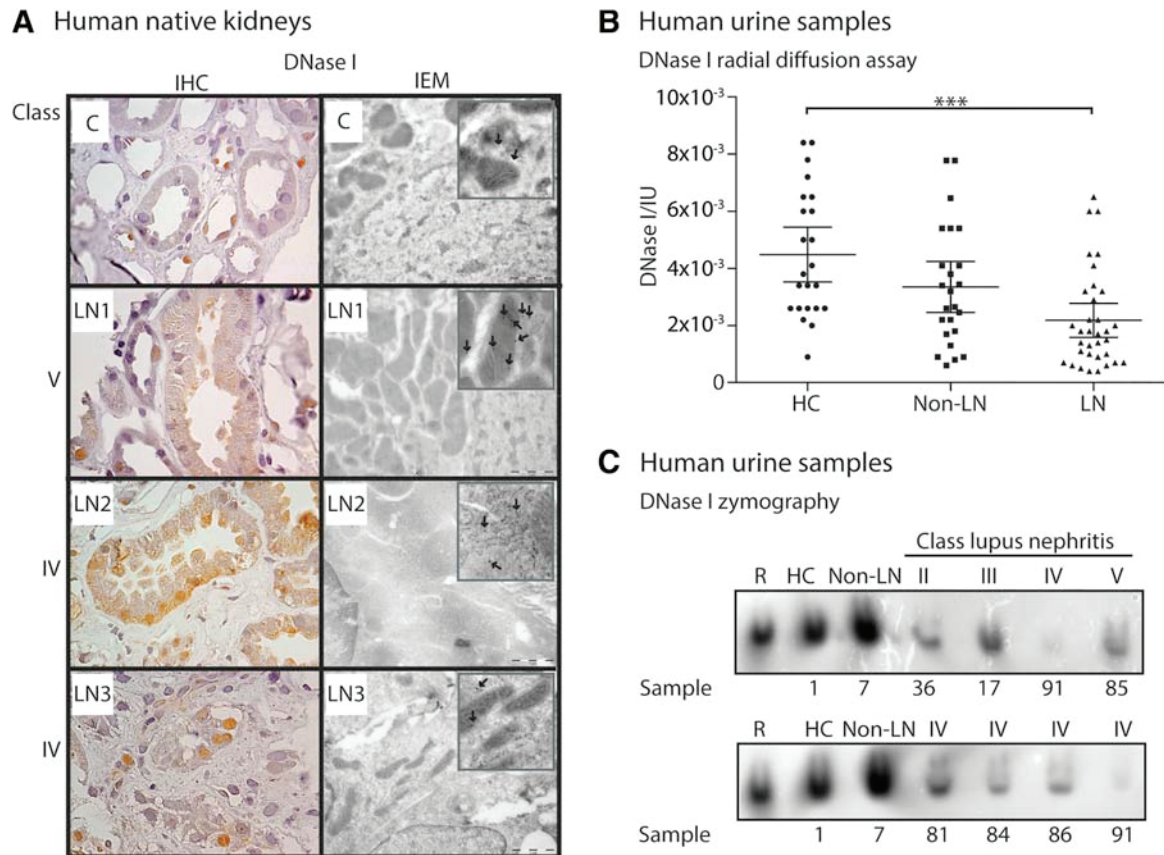 A Human native kidneys
DNase I
IHC IEM
Class
C C
LN1 LN1
V
LN2 LN2
IV
LN3 LN3
IV
B Human urine samples
DNase I radial diffusion assay
***
10x10-3
8x10-3
6x10-3
4x10-3
2x10-3
0
DNase I/IU
HC Non-LN LN
C Human urine samples
DNase I zymography
Class lupus nephritis
R HC Non-LN II III IV V
Sample 1 7 36 17 91 85
R HC Non-LN IV IV IV IV
Sample 1 7 81 84 86 91